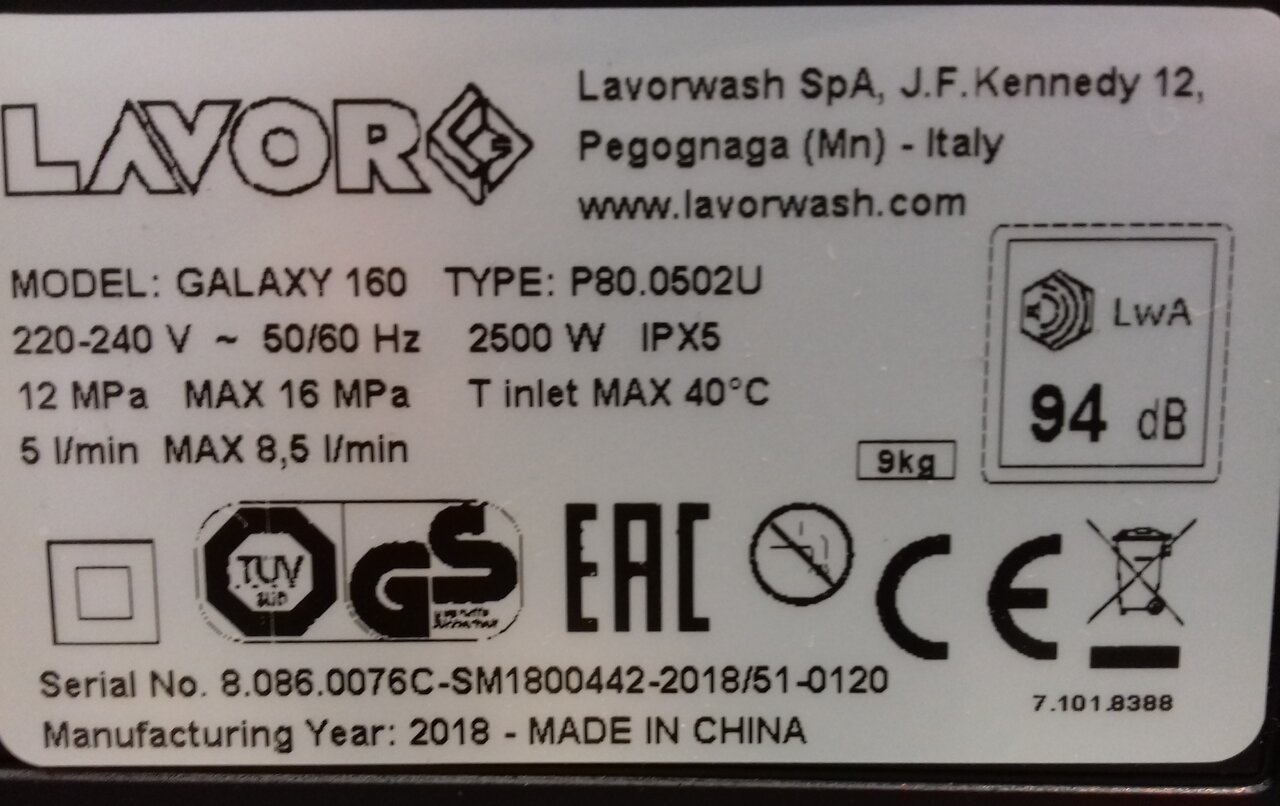 LAVOR
Lavorwash SpA, J.F.Kennedy 12,
Pegognaga (Mn) - Italy
www.lavorwash.com
MODEL: GALAXY 160 TYPE: P80.0502U
220-240 V ~ 50/60 Hz 2500 W IPX5
12 MPa MAX 16 MPa T inlet MAX 40°C
5 l/min MAX 8,5 l/min
LwA
94 dB
9kg
TUV
SUD
GS
EAC
CE
Serial No. 8.086.0076C-SM1800442-2018/51-0120
7.101.8388
Manufacturing Year: 2018 - MADE IN CHINA